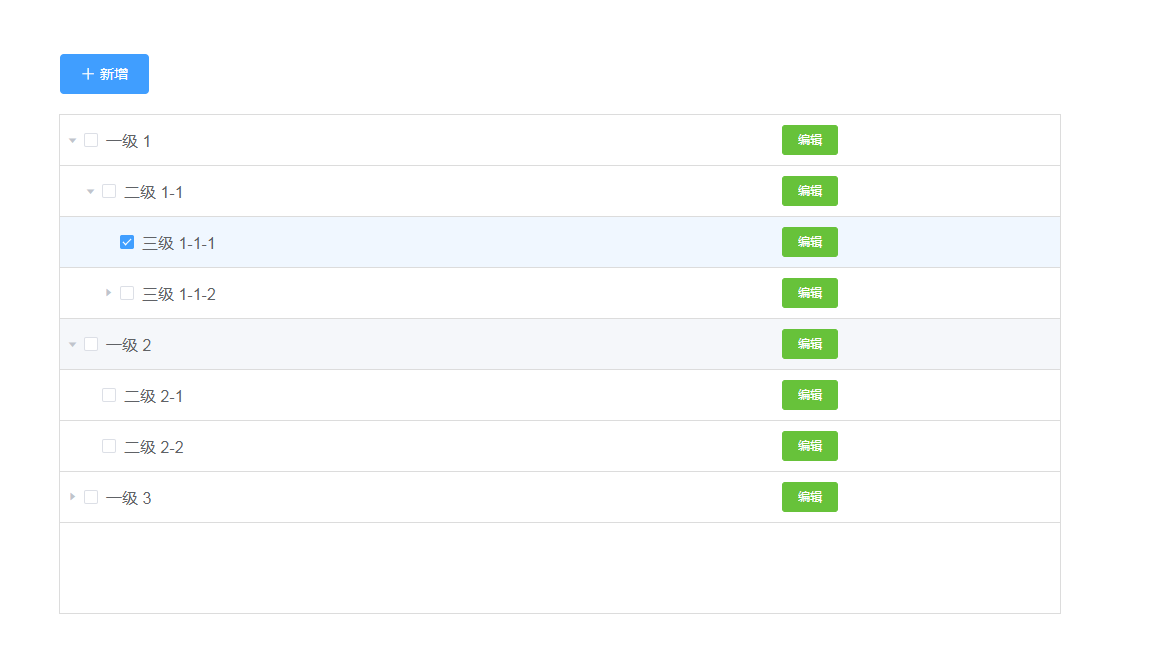 新增
一级 1 编辑
二级 1-1 编辑
三级 1-1-1 编辑
三级 1-1-2 编辑
一级 2 编辑
二级 2-1 编辑
二级 2-2 编辑
一级 3 编辑